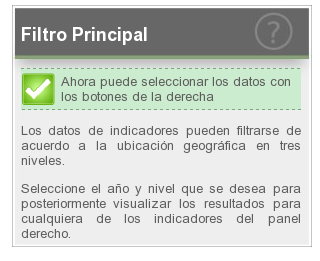 Filtro Principal
?
Ahora puede seleccionar los datos con
los botones de la derecha
Los datos de indicadores pueden filtrarse de
acuerdo a la ubicación geográfica en tres
niveles.
Seleccione el año y nivel que se desea para
posteriormente visualizar los resultados para
cualquiera de los indicadores del panel
derecho.